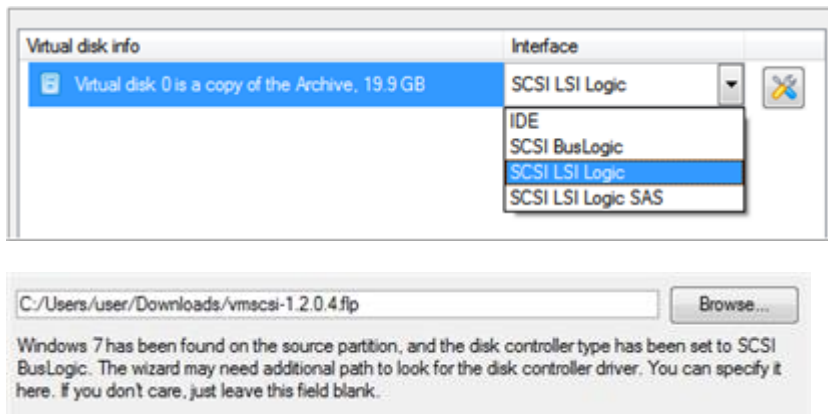 Virtual disk info Interface
Virtual disk 0 is a copy of the Archive, 19.9 GB SCSI LSI Logic
IDE
SCSI BusLogic
SCSI LSI Logic
SCSI LSI Logic SAS
C:/Users/user/Downloads/vmscsi-1.2.0.4.flp Browse...
Windows 7 has been found on the source partition, and the disk controller type has been set to SCSI
BusLogic. The wizard may need additional path to look for the disk controller driver. You can specify it
here. If you don't care, just leave this field blank.